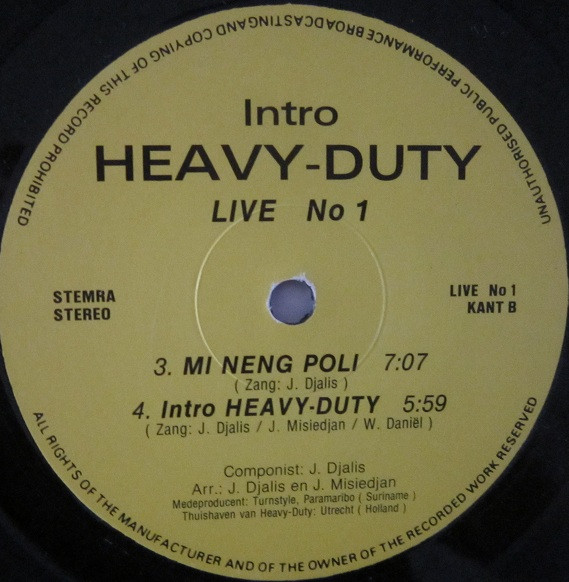 UNAUTHORISED PUBLIC PERFORMANCE BROADCASTING AND COPYING OF THIS RECORD PROHIBITED
Intro
HEAVY-DUTY
LIVE No 1
STEMRA
STEREO
LIVE No 1
KANT B
3. MI NENG POLI 7:07
( Zang: J. Djalis )
4. Intro HEAVY-DUTY 5:59
( Zang: J. Djalis / J. Misiedjan / W. Daniël )
Componist: J. Djalis
Arr.: J. Djalis en J. Misiedjan
Medeproducent: Turnstyle, Paramaribo ( Suriname )
Thuishaven van Heavy-Duty: Utrecht ( Holland )
ALL RIGHTS OF THE MANUFACTURER AND OF THE OWNER OF THE RECORDED WORK RESERVED